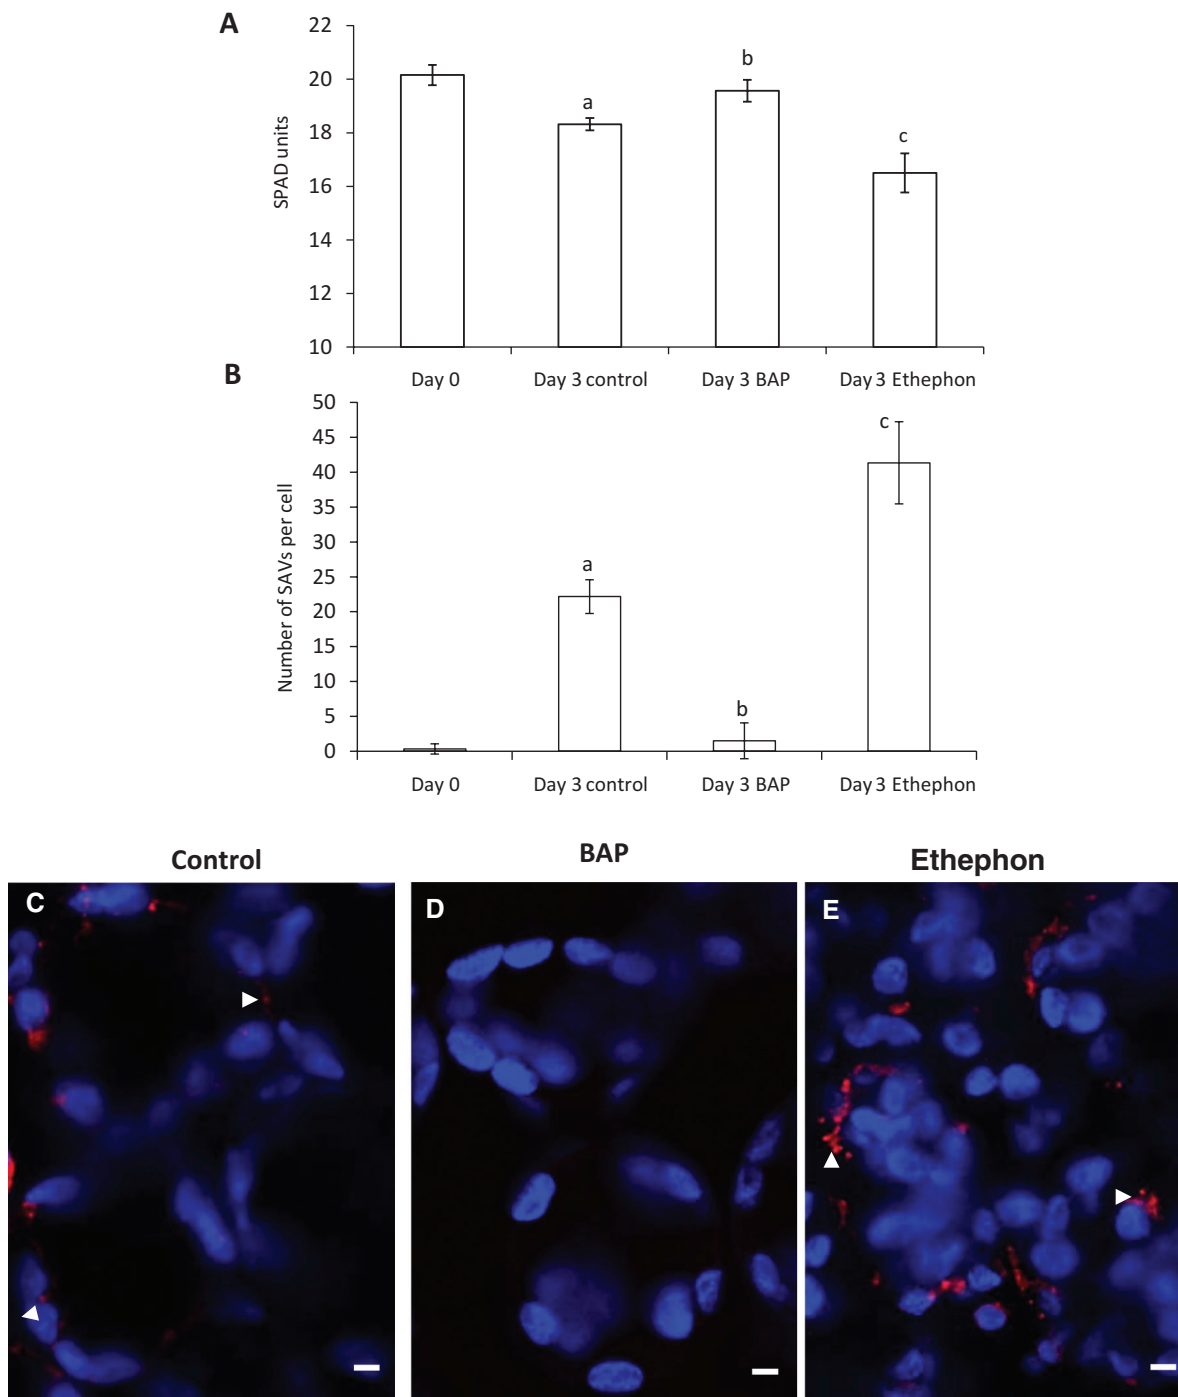 A
22
20
18
16
14
12
10
SPAD units
a
b
c
Day 0
Day 3 control
Day 3 BAP
Day 3 Ethephon
B
50
45
40
35
30
25
20
15
10
5
0
Number of SAVs per cell
a
b
c
Day 0
Day 3 control
Day 3 BAP
Day 3 Ethephon
Control
BAP
Ethephon
C
D
E